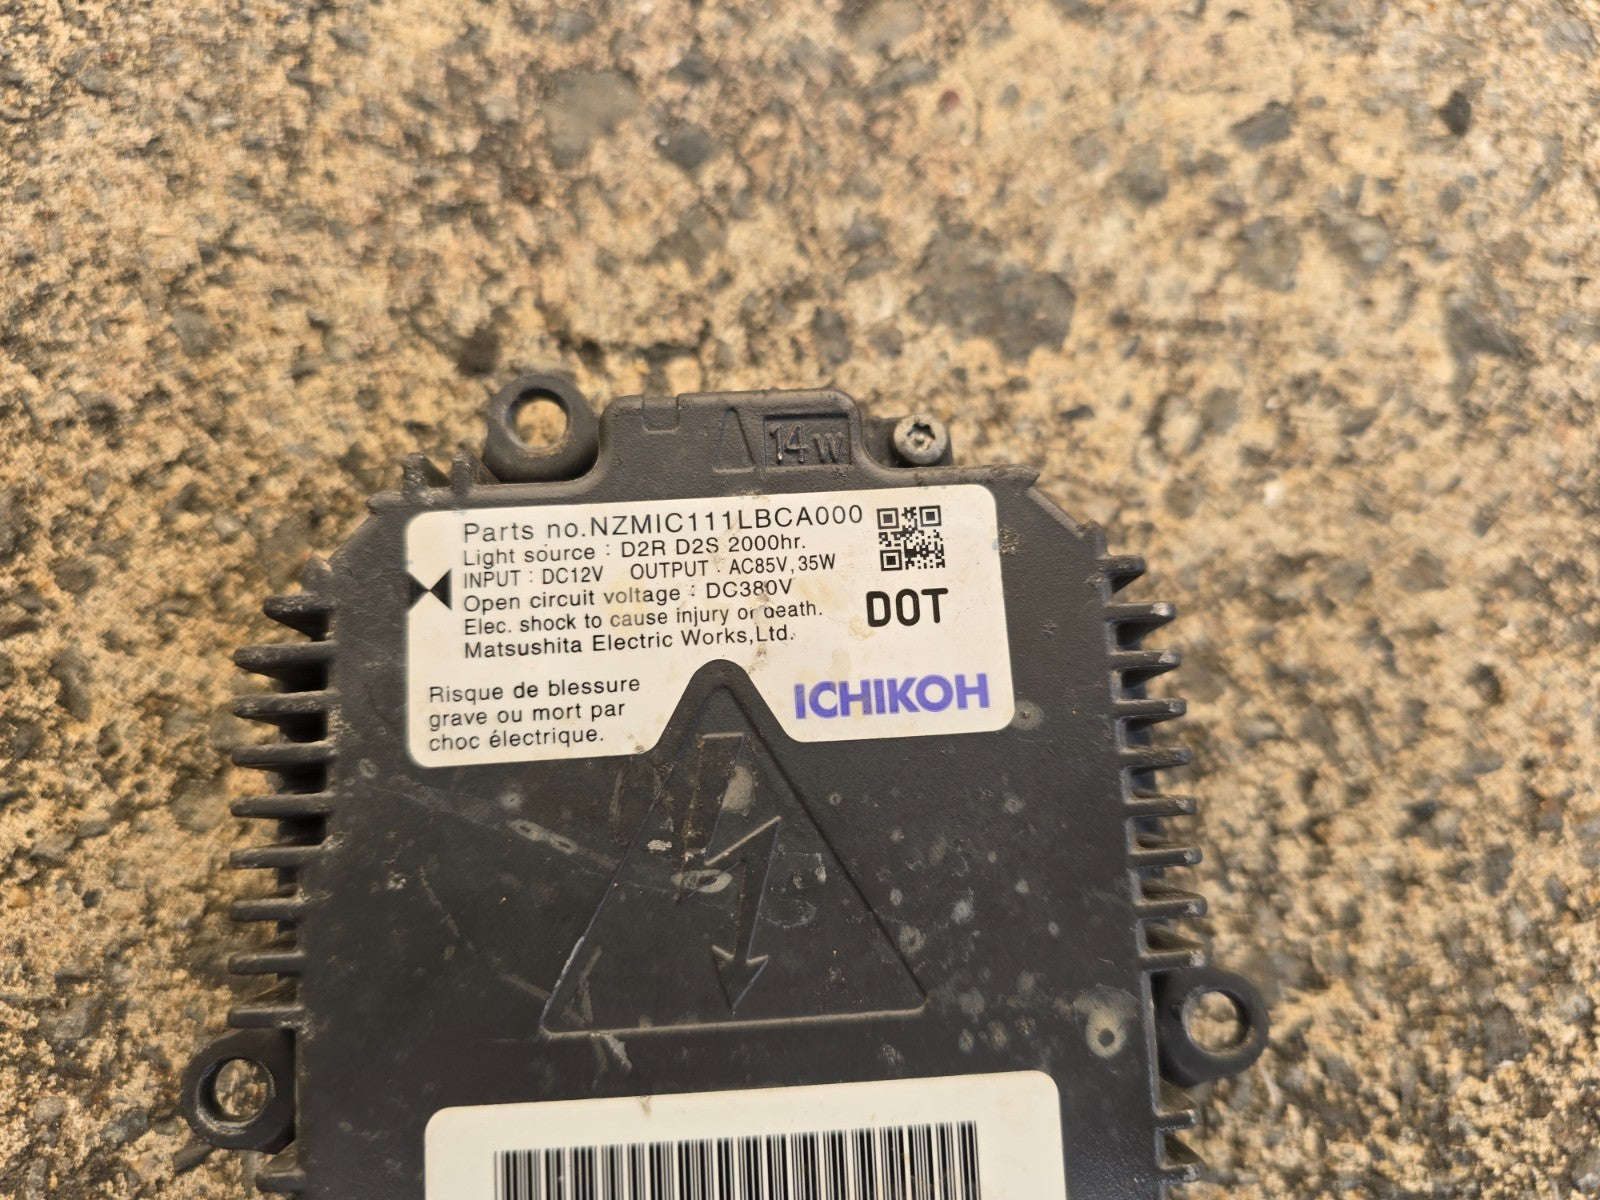 14W
Parts no.NZMIC111LBCA000
Light source : D2R D2S 2000hr.
INPUT : DC12V OUTPUT : AC85V,35W
Open circuit voltage : DC380V
Elec. shock to cause injury or death.
Matsushita Electric Works,Ltd.
DOT
Risque de blessure
grave ou mort par
choc électrique.
ICHIKOH